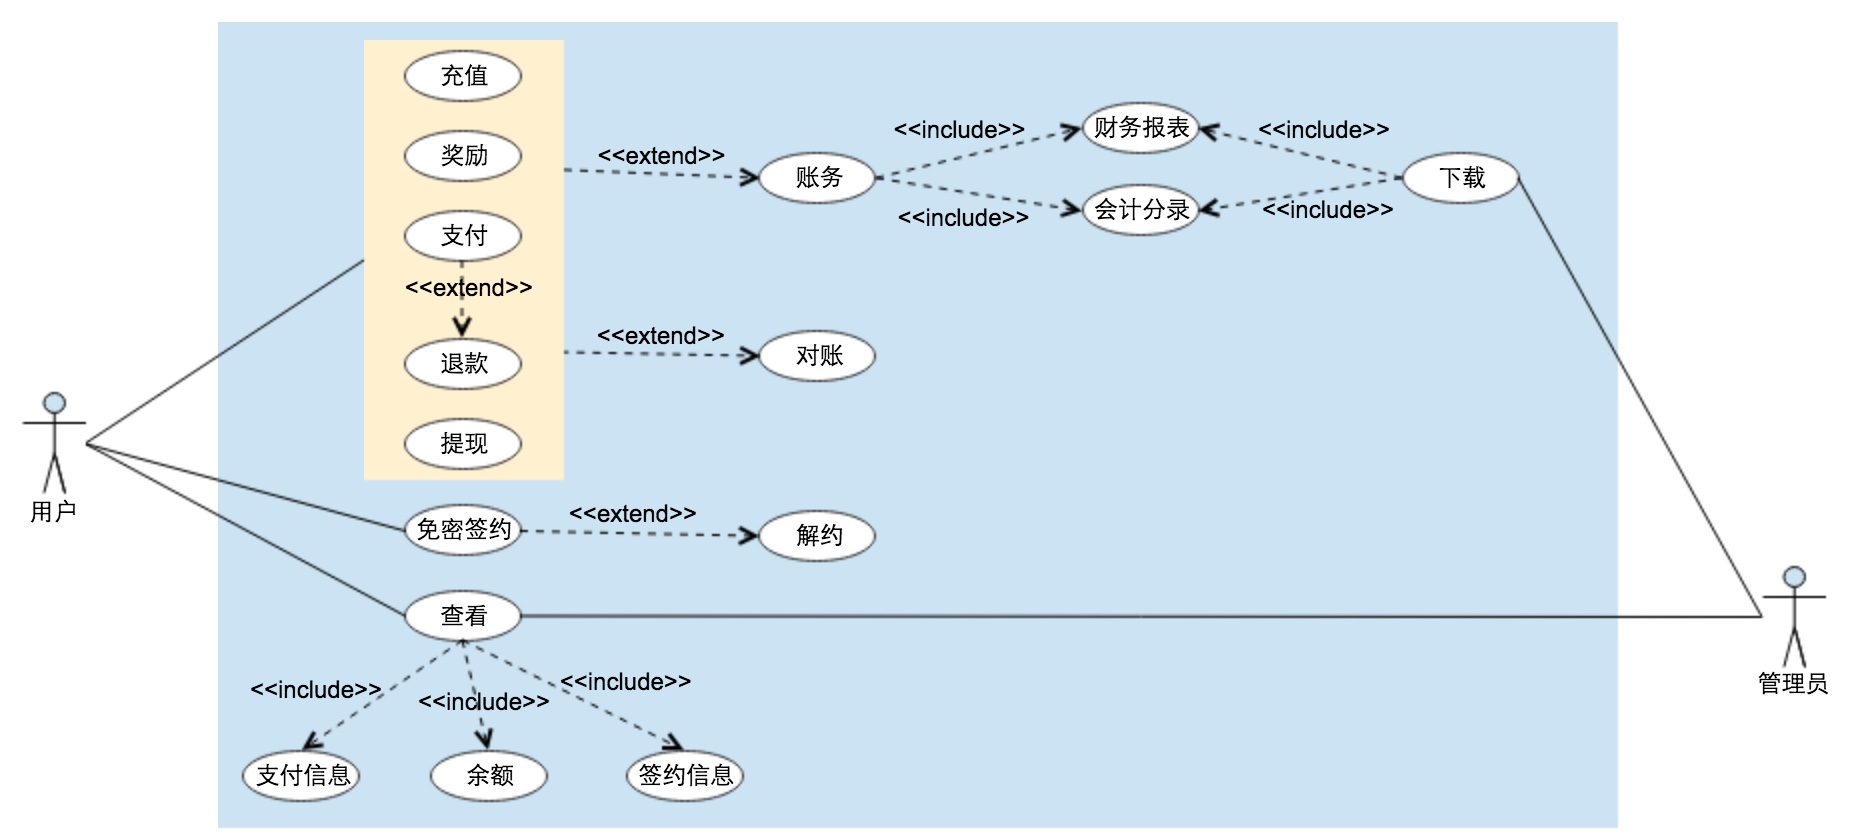 充值
奖励
支付
<<extend>>
退款
提现
<<extend>>
账务
<<include>>
财务报表
<<include>>
下载
<<include>>
会计分录
<<include>>
<<extend>>
对账
用户
免密签约
<<extend>>
解约
查看
管理员
<<include>>
<<include>>
<<include>>
支付信息
余额
签约信息